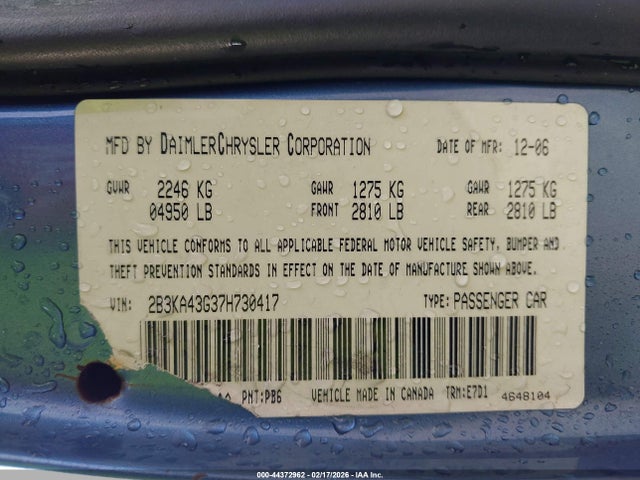 MFD BY DAIMLERCHRYSLER CORPORATION DATE OF MFR: 12-06
GVWR 2246 KG GAWR 1275 KG GAWR 1275 KG
04950 LB FRONT 2810 LB REAR 2810 LB
THIS VEHICLE CONFORMS TO ALL APPLICABLE FEDERAL MOTOR VEHICLE SAFETY, BUMPER AND
THEFT PREVENTION STANDARDS IN EFFECT ON THE DATE OF MANUFACTURE SHOWN ABOVE.
VIN: 2B3KA43G37H730417 TYPE: PASSENGER CAR
PNT:PB6 VEHICLE MADE IN CANADA TRM:E7D1 4648104
000-44372962 - 02/17/2026 - IAA Inc.